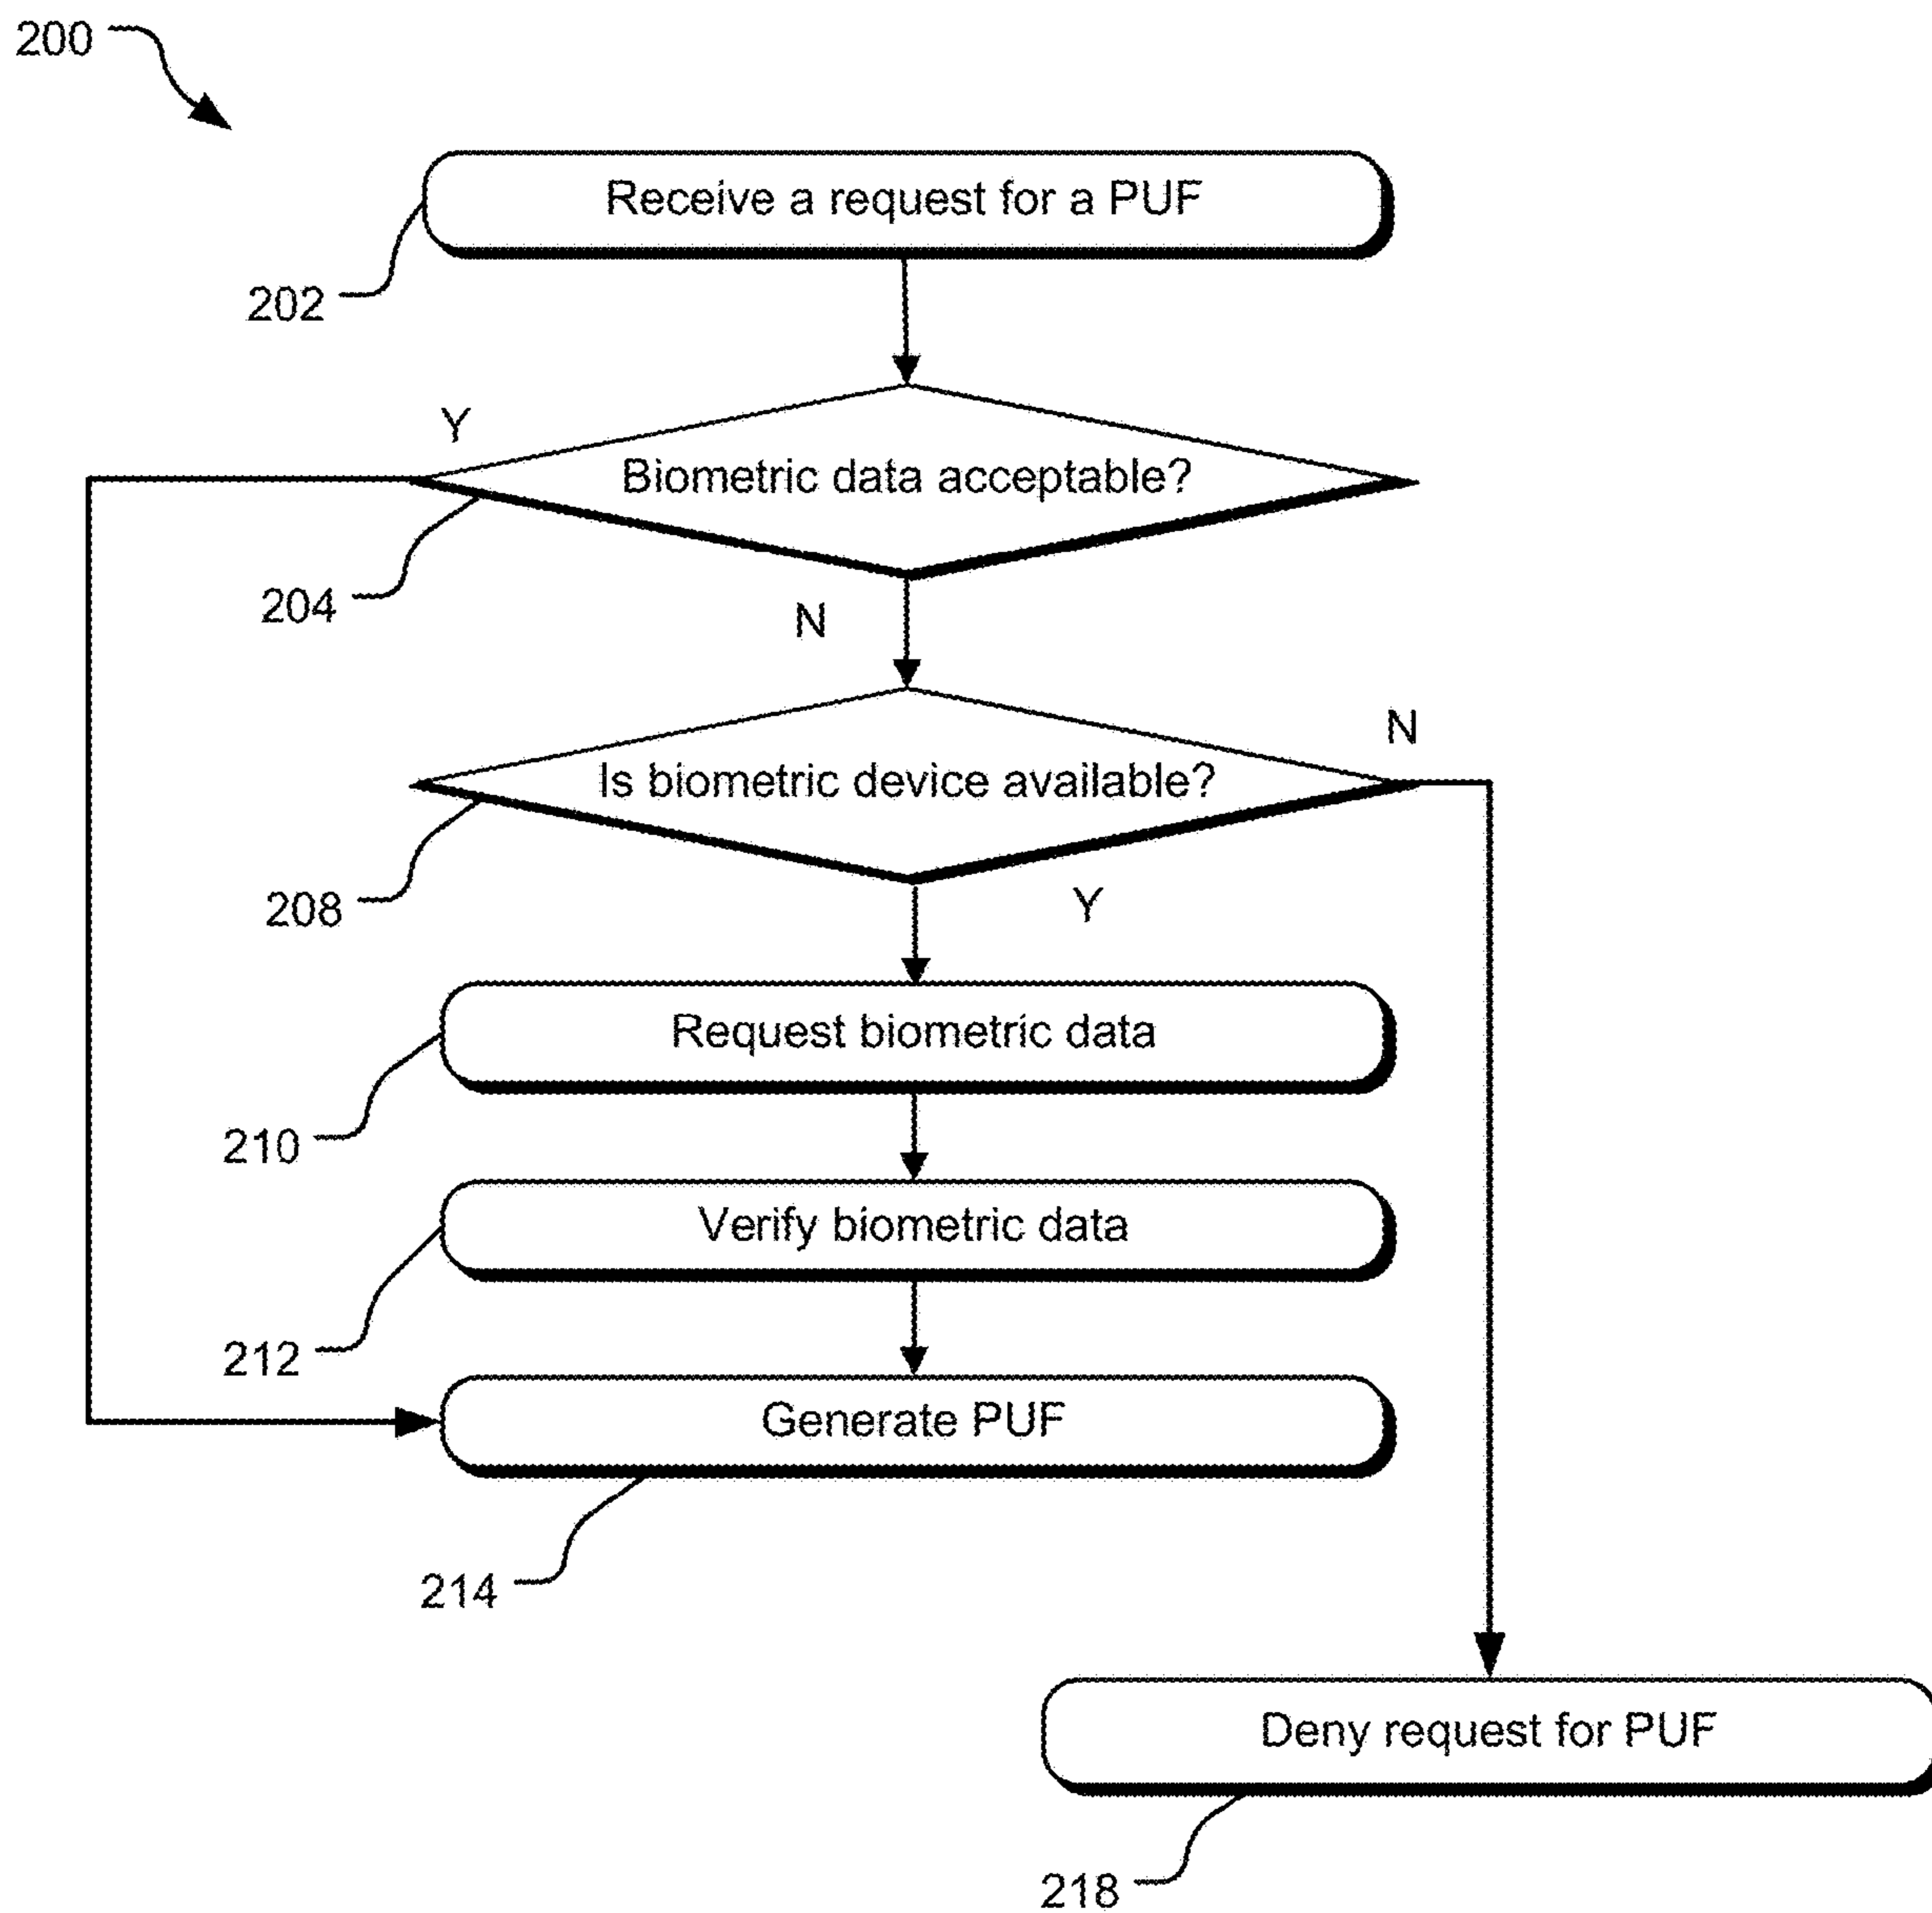 200
Receive a request for a PUF
202
Y
Biometric data acceptable?
204
N
N
Is biometric device available?
208
Y
Request biometric data
210
Verify biometric data
212
Generate PUF
214
Deny request for PUF
218